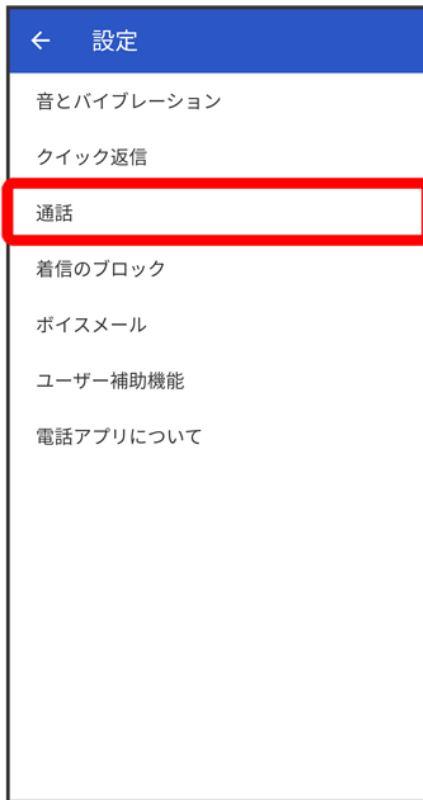 設定
音とバイブレーション
クイック返信
通話
着信のブロック
ボイスメール
ユーザー補助機能
電話アプリについて